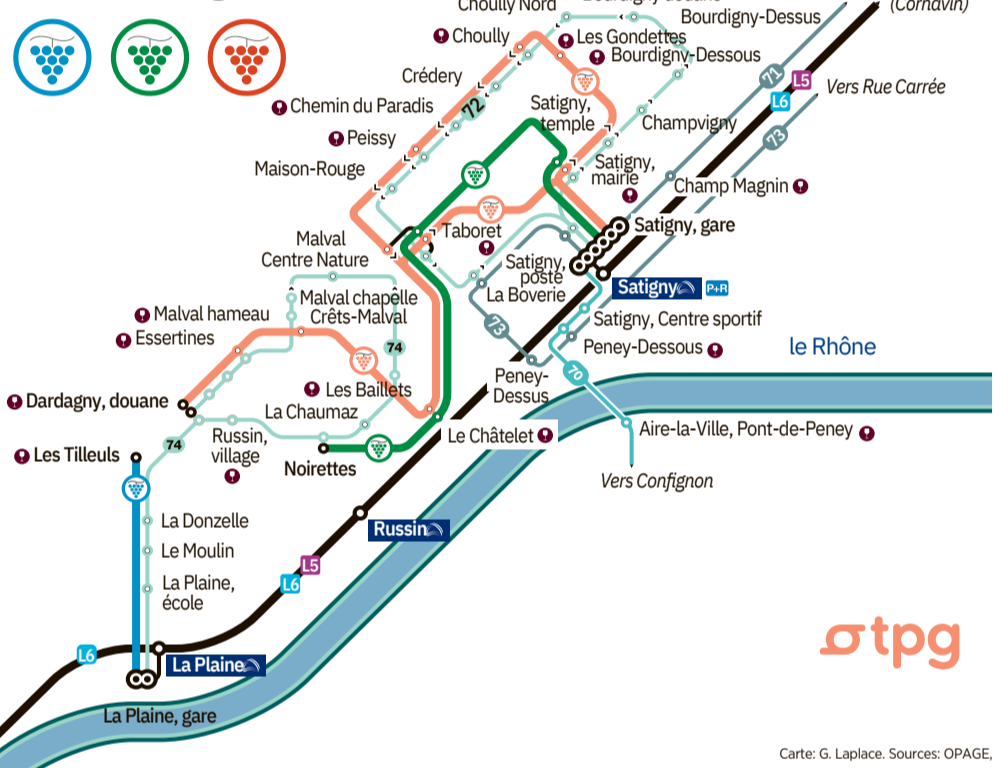 Choully Nord
Bourdigny-Dessus
(Cornavin)
Choully
Les Gondettes
Bourdigny-Dessous
Crédery
71
L5
L6
Vers Rue Carrée
72
Satigny,
temple
Chemin du Paradis
Champvigny
Peissy
73
Maison-Rouge
Satigny,
mairie
Champ Magnin
Taboret
Satigny, gare
Malval
Centre Nature
Satigny,
poste
La Boverie
Satigny
P+R
Malval chapelle
Crêts-Malval
Malval hameau
Satigny, Centre sportif
73
Essertines
74
Peney-Dessous
le Rhône
Peney-
Dessus
70
Les Baillets
Dardagny, douane
La Chaumaz
Russin,
village
Le Châtelet
Aire-la-Ville, Pont-de-Peney
74
Les Tilleuls
Noirettes
Vers Confignon
La Donzelle
Russin
Le Moulin
L5
L6
La Plaine,
école
tpg
L6
La Plaine
La Plaine, gare
Carte: G. Laplace. Sources: OPAGE,